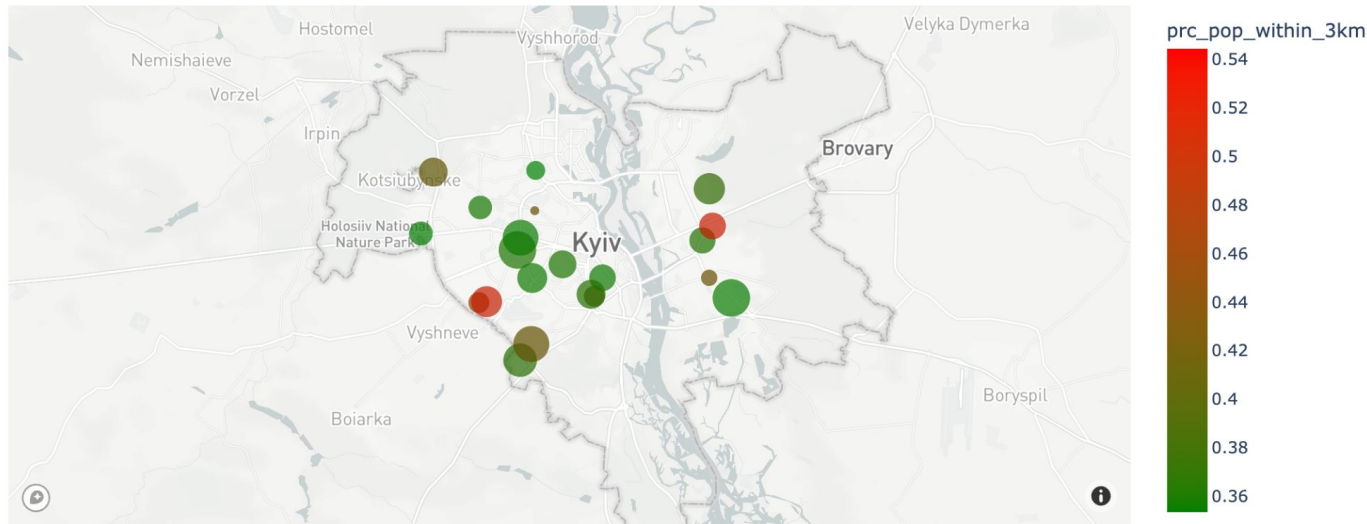 Hostomel
Vyshhorod
Velyka Dymerka
Nemishaieve
Vorzel
Irpin
Brovary
Kotsiubynske
Holosiiv National
Nature Park
Kyiv
Vyshneve
Boiarka
Boryspil
prc_pop_within_3km
0.54
0.52
0.5
0.48
0.46
0.44
0.42
0.4
0.38
0.36